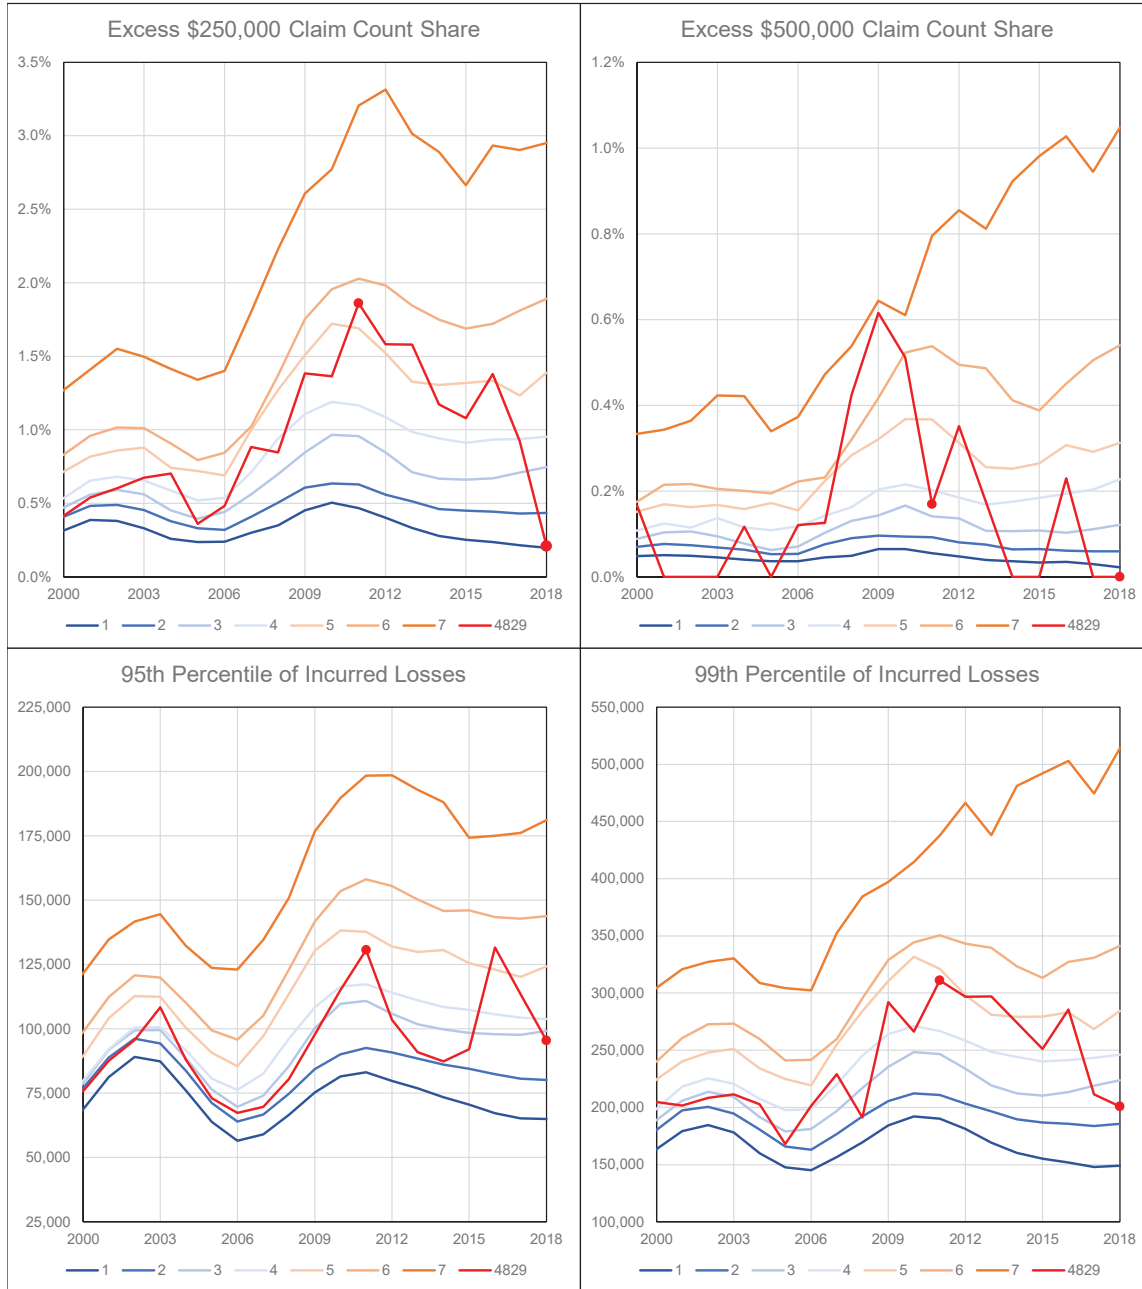 Excess $250,000 Claim Count Share
3.5%
3.0%
2.5%
2.0%
1.5%
1.0%
0.5%
0.0%
2000 2003 2006 2009 2012 2015 2018
1 2 3 4 5 6 7 4829
Excess $500,000 Claim Count Share
1.2%
1.0%
0.8%
0.6%
0.4%
0.2%
0.0%
2000 2003 2006 2009 2012 2015 2018
1 2 3 4 5 6 7 4829
95th Percentile of Incurred Losses
225,000
200,000
175,000
150,000
125,000
100,000
75,000
50,000
25,000
2000 2003 2006 2009 2012 2015 2018
1 2 3 4 5 6 7 4829
99th Percentile of Incurred Losses
550,000
500,000
450,000
400,000
350,000
300,000
250,000
200,000
150,000
100,000
2000 2003 2006 2009 2012 2015 2018
1 2 3 4 5 6 7 4829